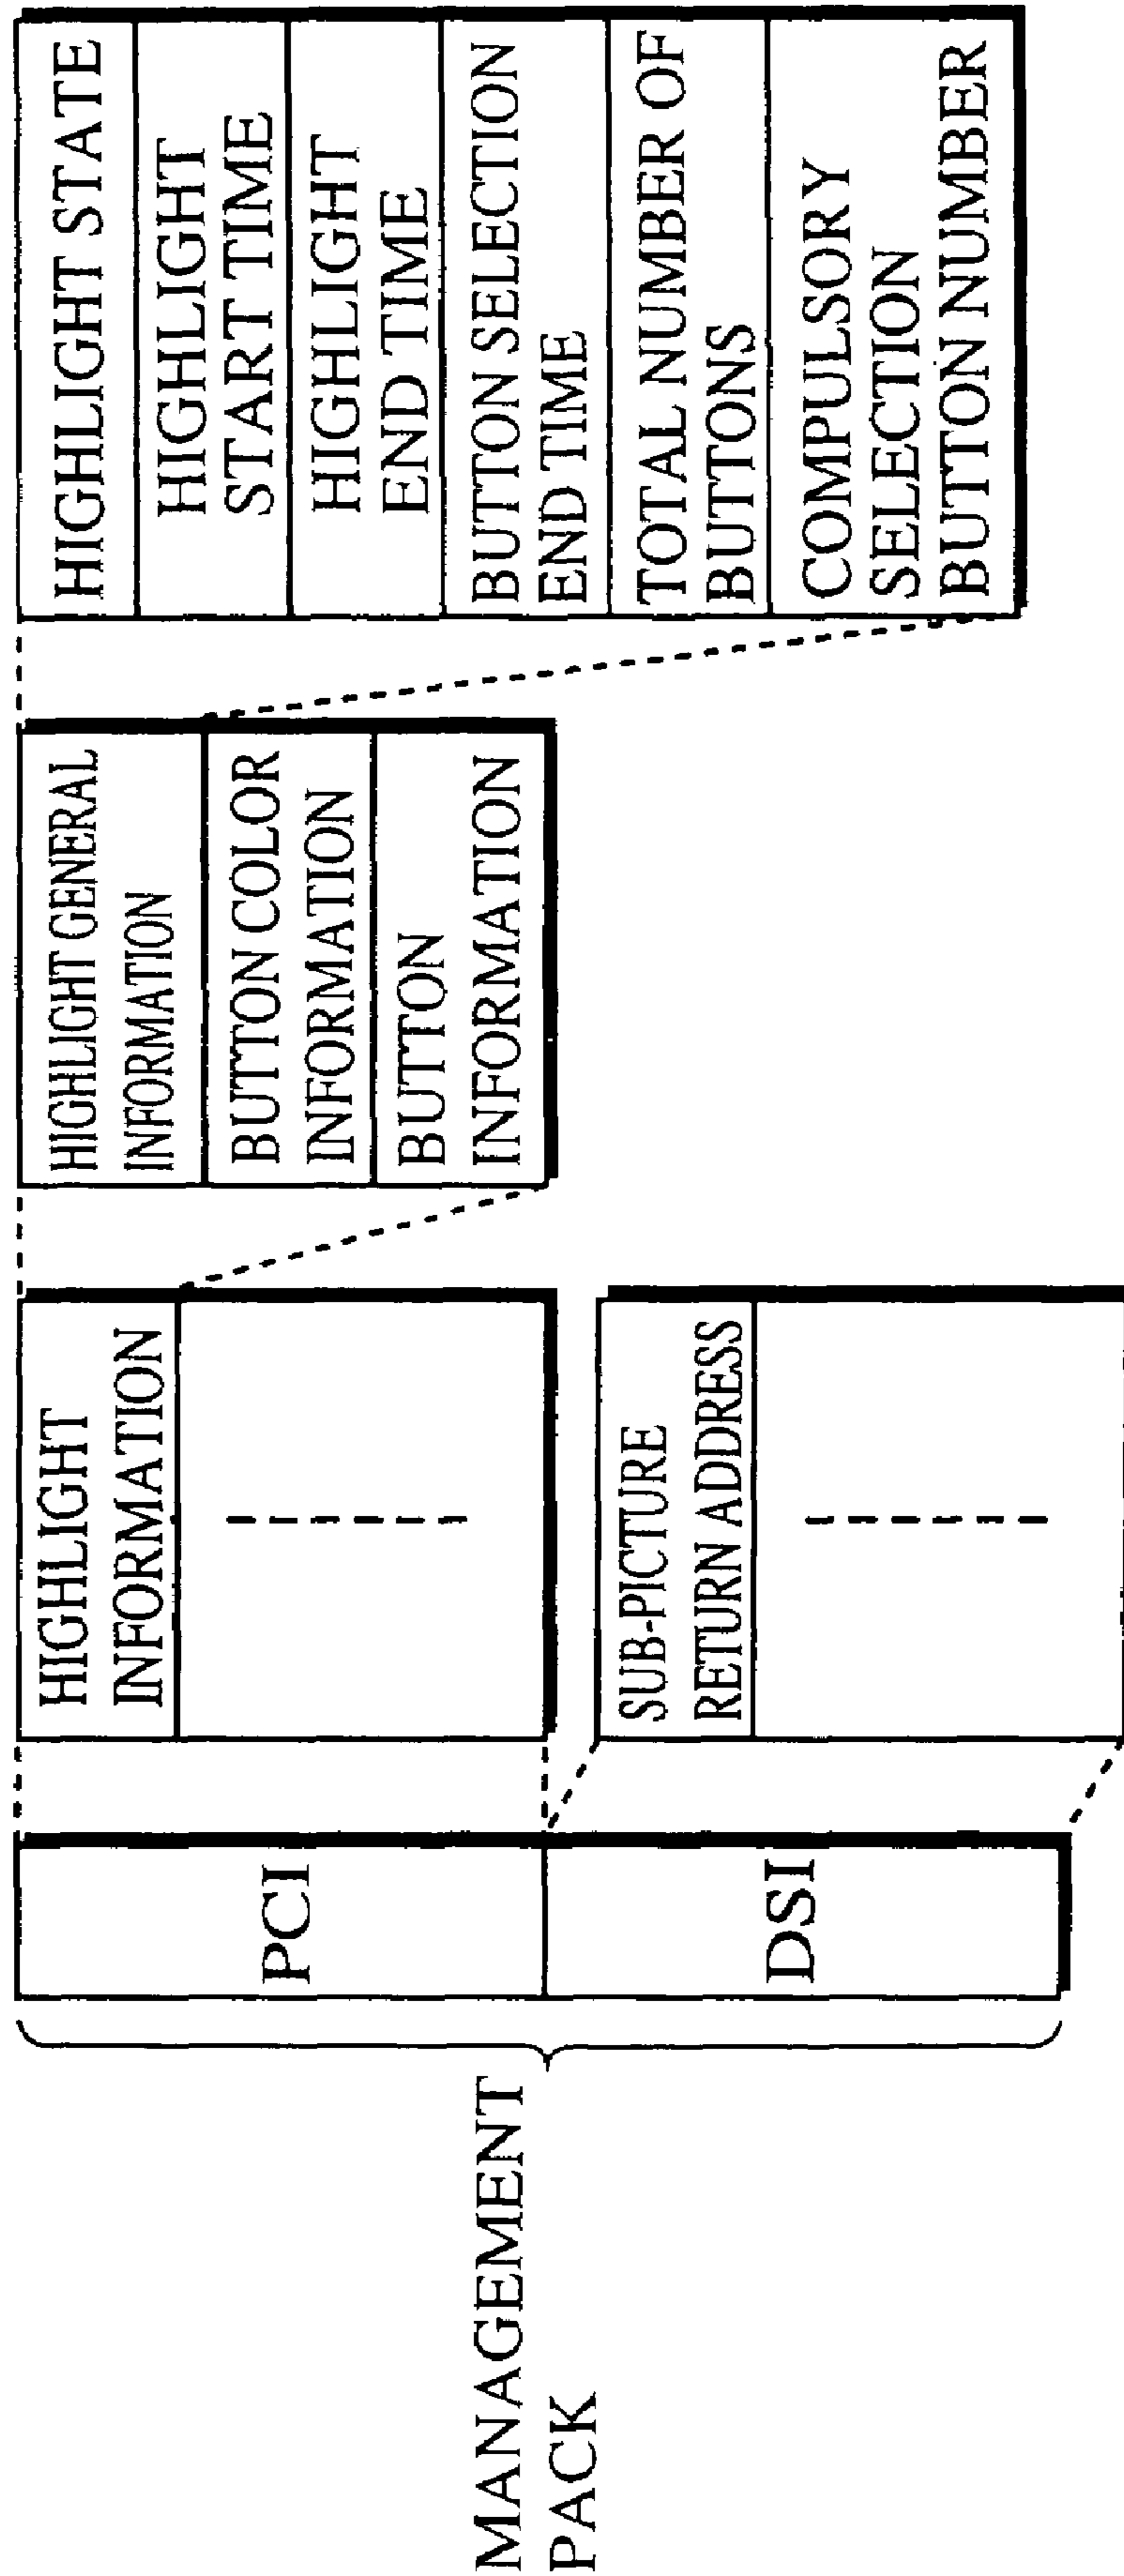 MANAGEMENT
PACK
PCI
DSI
HIGHLIGHT
INFORMATION
SUB-PICTURE
RETURN ADDRESS
HIGHLIGHT GENERAL
INFORMATION
BUTTON COLOR
INFORMATION
BUTTON
INFORMATION
HIGHLIGHT STATE
HIGHLIGHT
START TIME
HIGHLIGHT
END TIME
BUTTON SELECTION
END TIME
TOTAL NUMBER OF
BUTTONS
COMPULSORY
SELECTION
BUTTON NUMBER